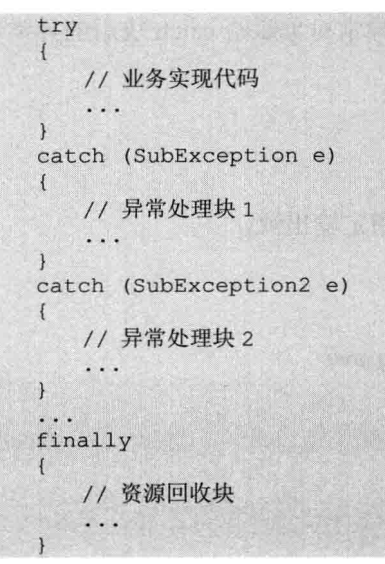 try
{
// 业务实现代码
...
}
catch (SubException e)
{
// 异常处理块 1
...
}
catch (SubException2 e)
{
// 异常处理块 2
...
}
...
finally
{
// 资源回收块
...
}